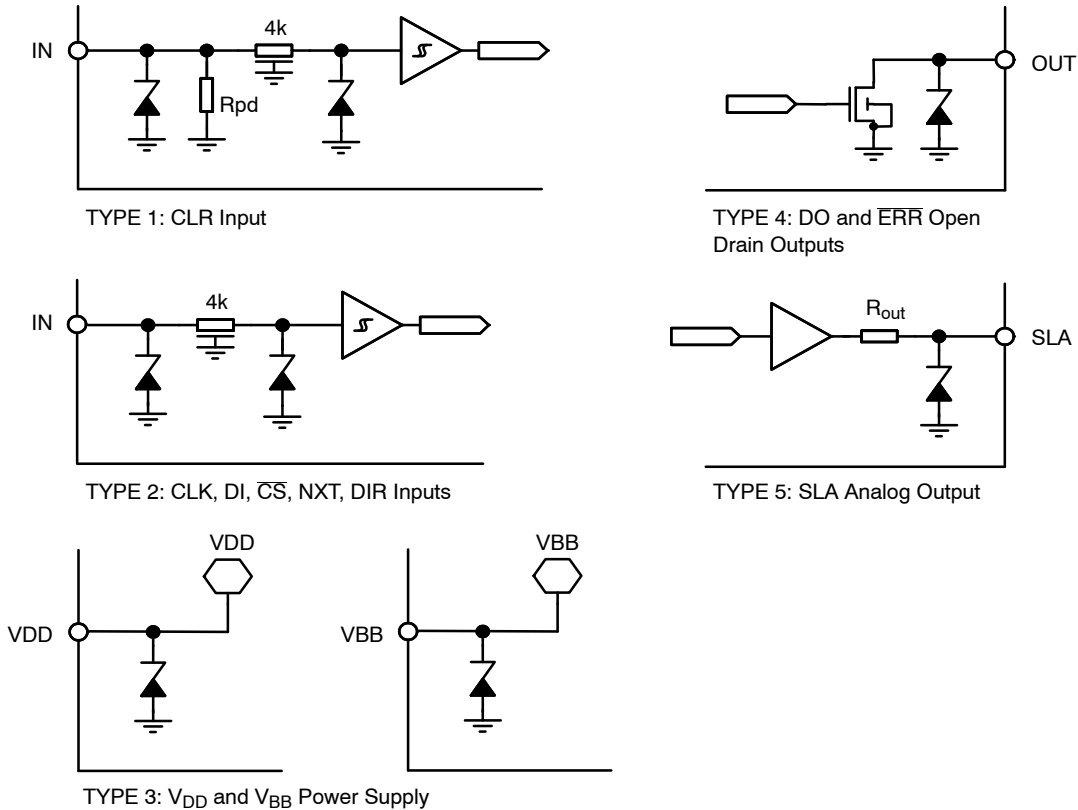 4k
IN
Rpd
TYPE 1: CLR Input
OUT
TYPE 4: DO and E̅R̅R̅ Open
Drain Outputs
4k
IN
TYPE 2: CLK, DI, C̅S̅, NXT, DIR Inputs
Rout
SLA
TYPE 5: SLA Analog Output
VDD
VDD
VBB
VBB
TYPE 3: VDD and VBB Power Supply